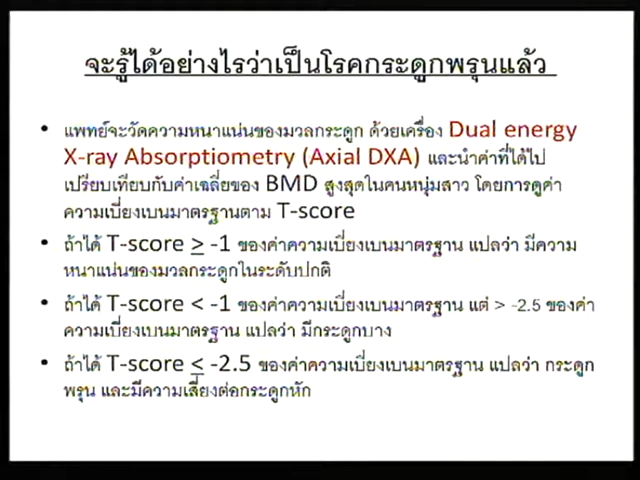 จะรู้ได้อย่างไรว่าเป็นโรคกระดูกพรุนแล้ว
• แพทย์จะวัดความหนาแน่นของมวลกระดูก ด้วยเครื่อง Dual energy
X-ray Absorptiometry (Axial DXA) และนำค่าที่ได้ไป
เปรียบเทียบกับค่าเฉลี่ยของ BMD สูงสุดในคนหนุ่มสาว โดยการดูค่า
ความเบี่ยงเบนมาตรฐานตาม T-score
• ถ้าได้ T-score ≥ -1 ของค่าความเบี่ยงเบนมาตรฐาน แปลว่า มีความ
หนาแน่นของมวลกระดูกในระดับปกติ
• ถ้าได้ T-score < -1 ของค่าความเบี่ยงเบนมาตรฐาน แต่ > -2.5 ของค่า
ความเบี่ยงเบนมาตรฐาน แปลว่า มีกระดูกบาง
• ถ้าได้ T-score ≤ -2.5 ของค่าความเบี่ยงเบนมาตรฐาน แปลว่า กระดูก
พรุน และมีความเสี่ยงต่อกระดูกหัก